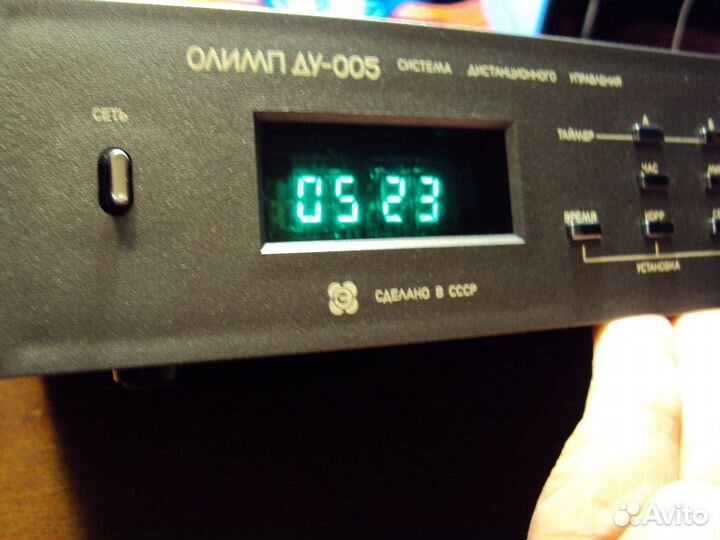 ОЛИМП ДУ-005 СИСТЕМА ДИСТАНЦИОННОГО УПРАВЛЕНИЯ
СЕТЬ
ТАЙМЕР А
ЧАС
ВРЕМЯ КОРР
УСТАНОВКА
05 23
СДЕЛАНО В СССР
Avito